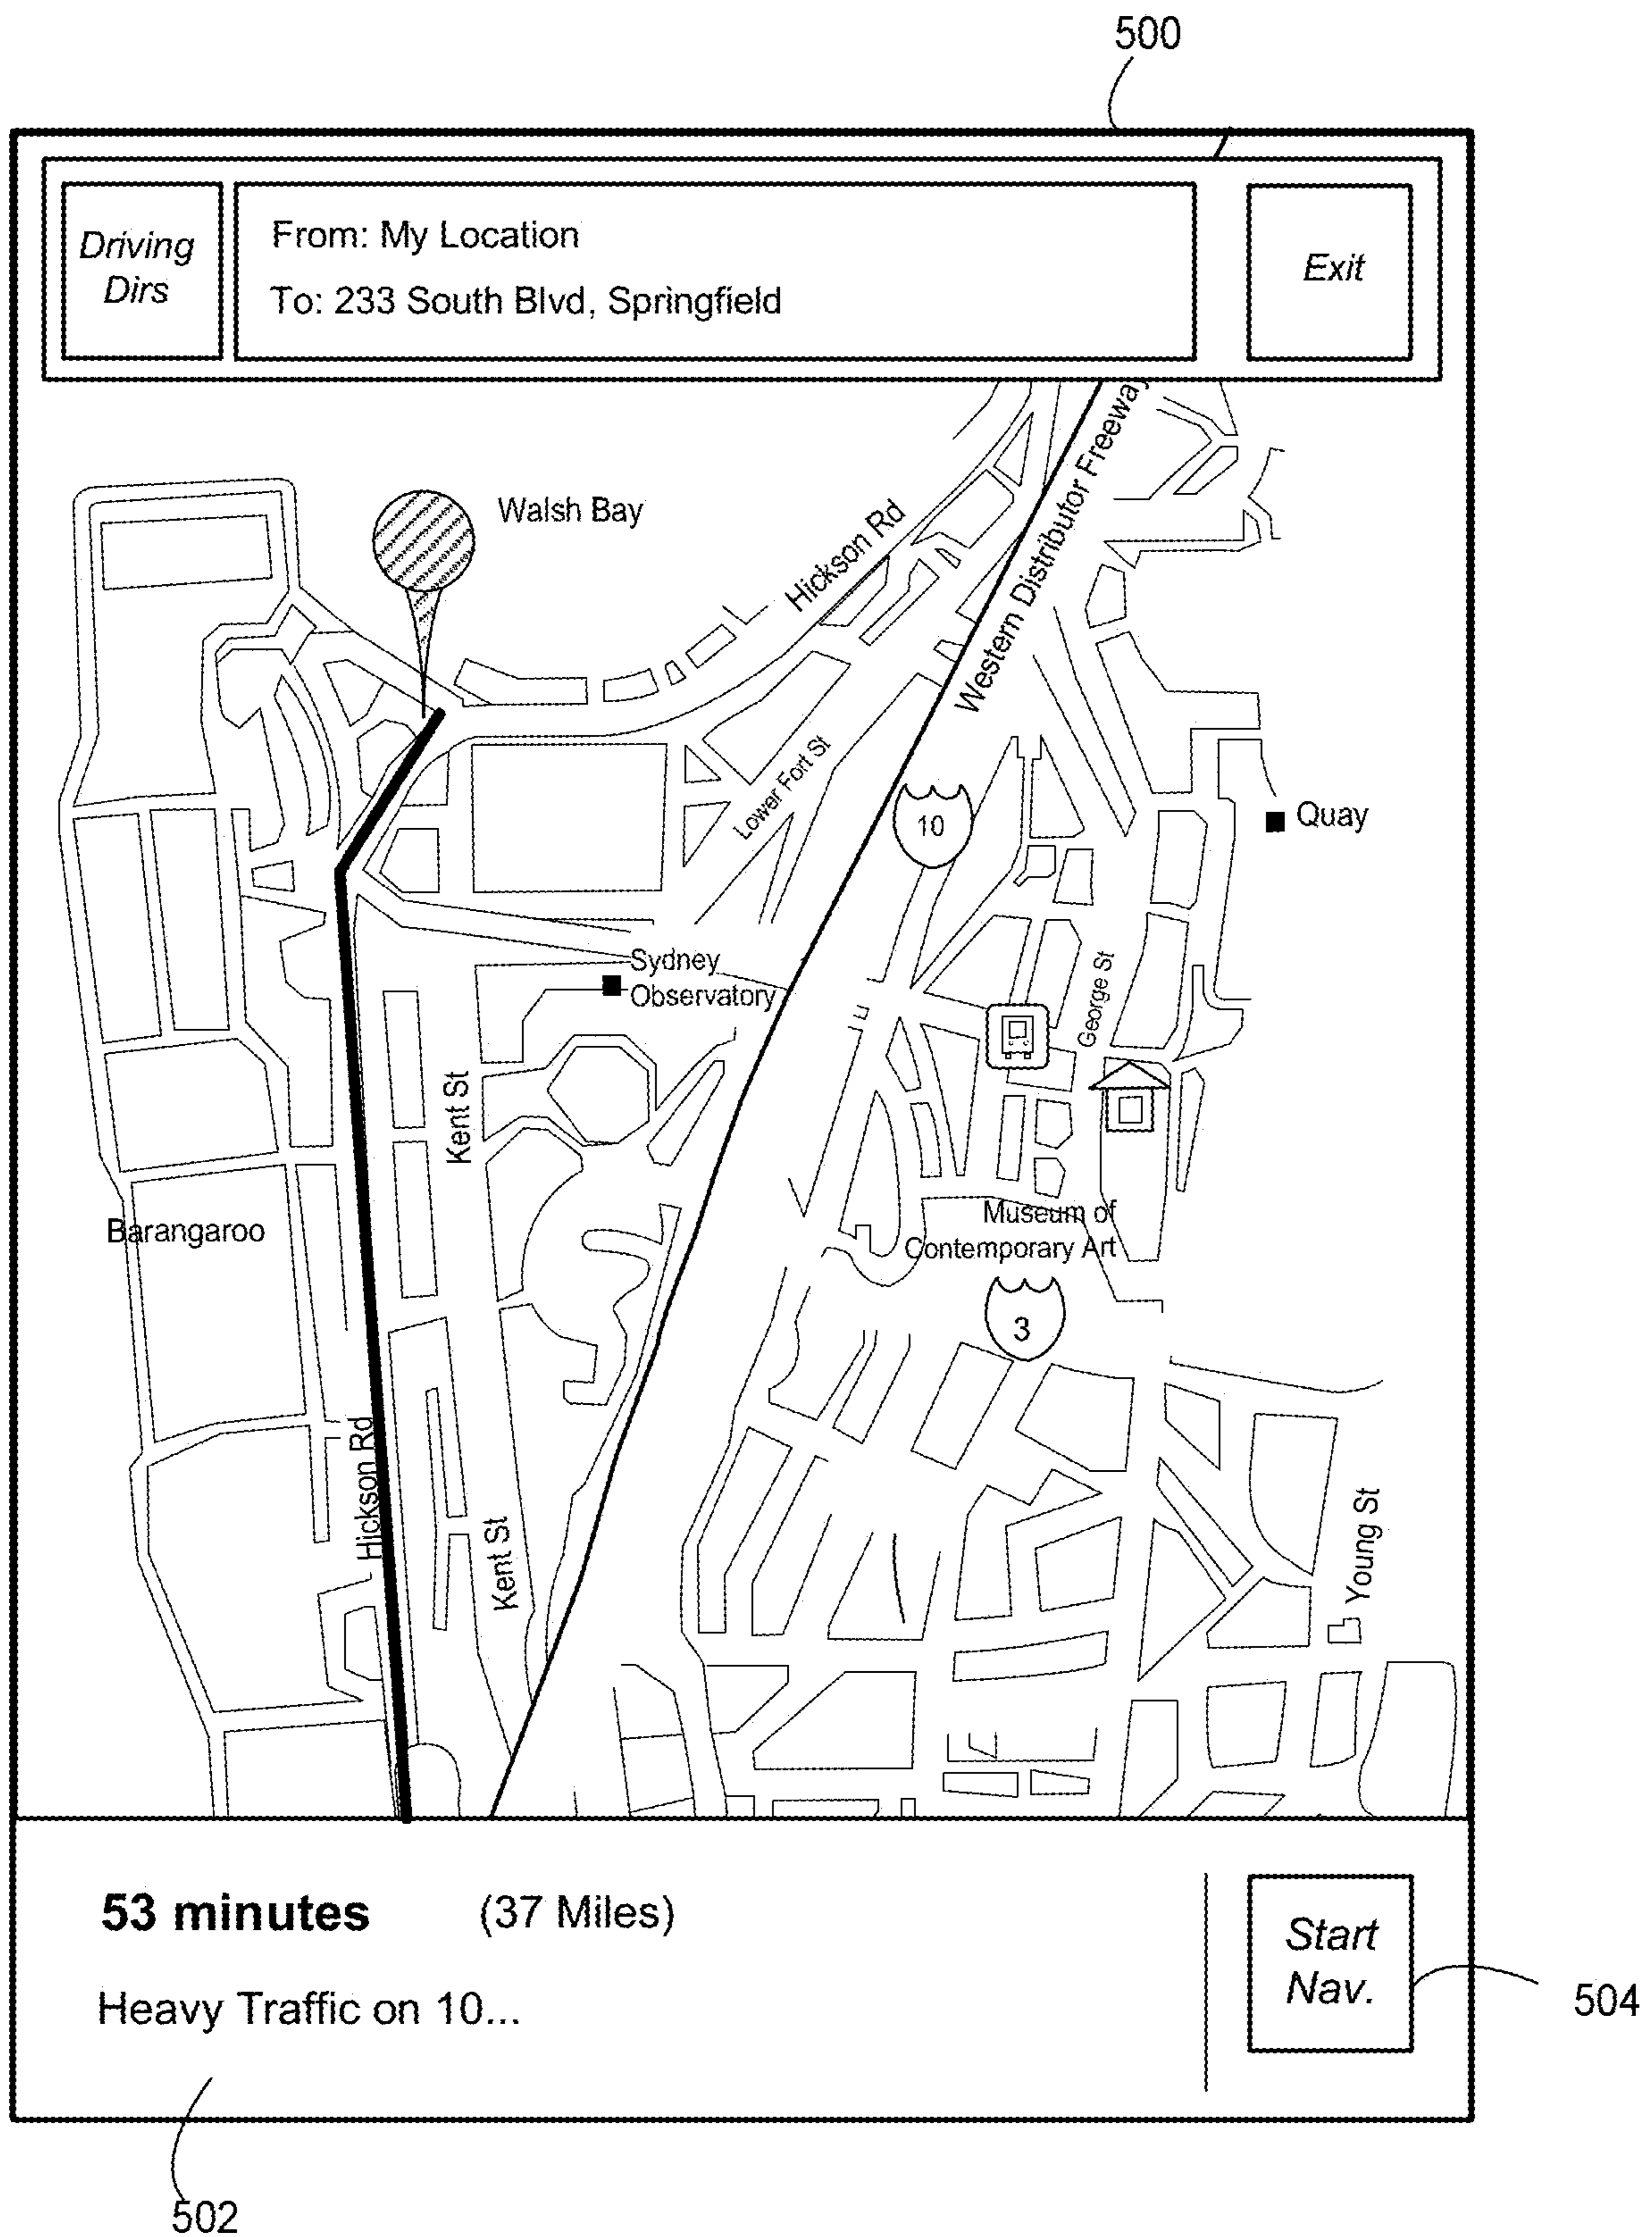 500
Driving
Dirs
From: My Location
To: 233 South Blvd, Springfield
Exit
Walsh Bay
Hickson Rd
Western Distributor Freeway
Lower Fort St
10
Quay
Sydney
Observatory
George St
Kent St
Barangaroo
Museum of
Contemporary Art
3
Hickson Rd
Kent St
Young St
53 minutes (37 Miles)
Heavy Traffic on 10...
Start
Nav.
504
502